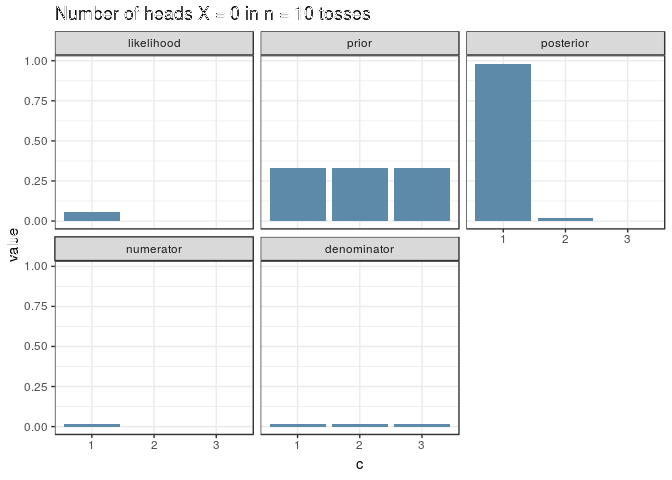 Number of heads X = 0 in n = 10 tosses
likelihood prior posterior
1.00
0.75
0.50
0.25
0.00
1 2 3
numerator denominator
1.00
0.75
0.50
0.25
0.00
1 2 3 1 2 3
value
c